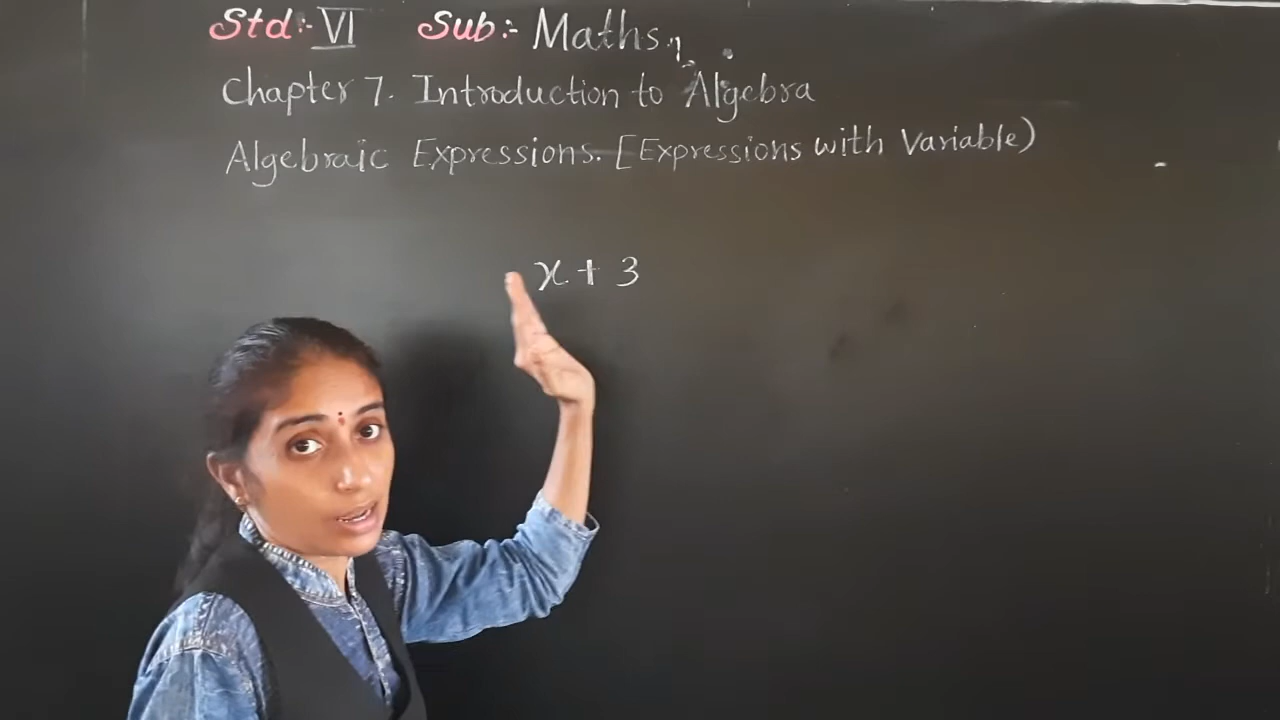 Std:- VI Sub:- Maths.
Chapter 7. Introduction to Algebra
Algebraic Expressions. [Expressions with Variable)
x + 3